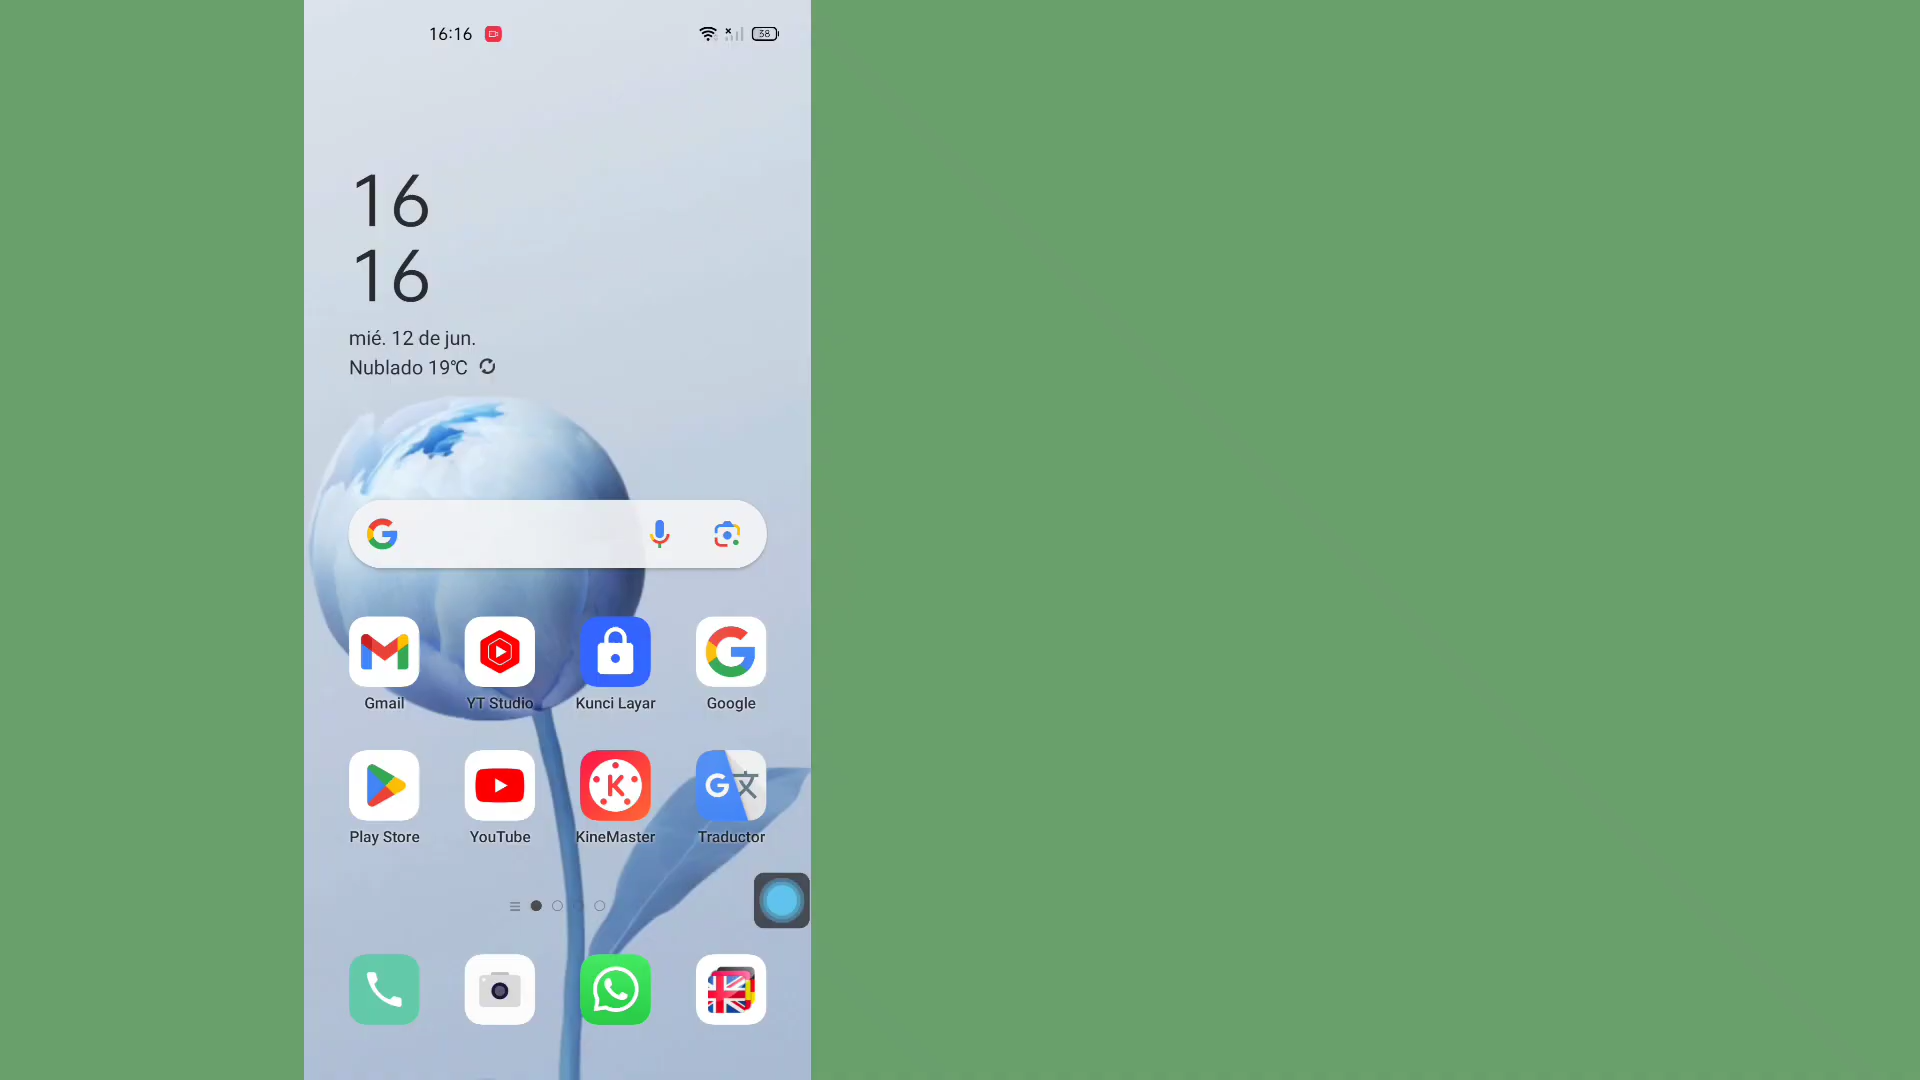 16:16
38
16
16
mié. 12 de jun.
Nublado 19℃
Gmail
YT Studio
Kunci Layar
Google
Play Store
YouTube
KineMaster
Traductor